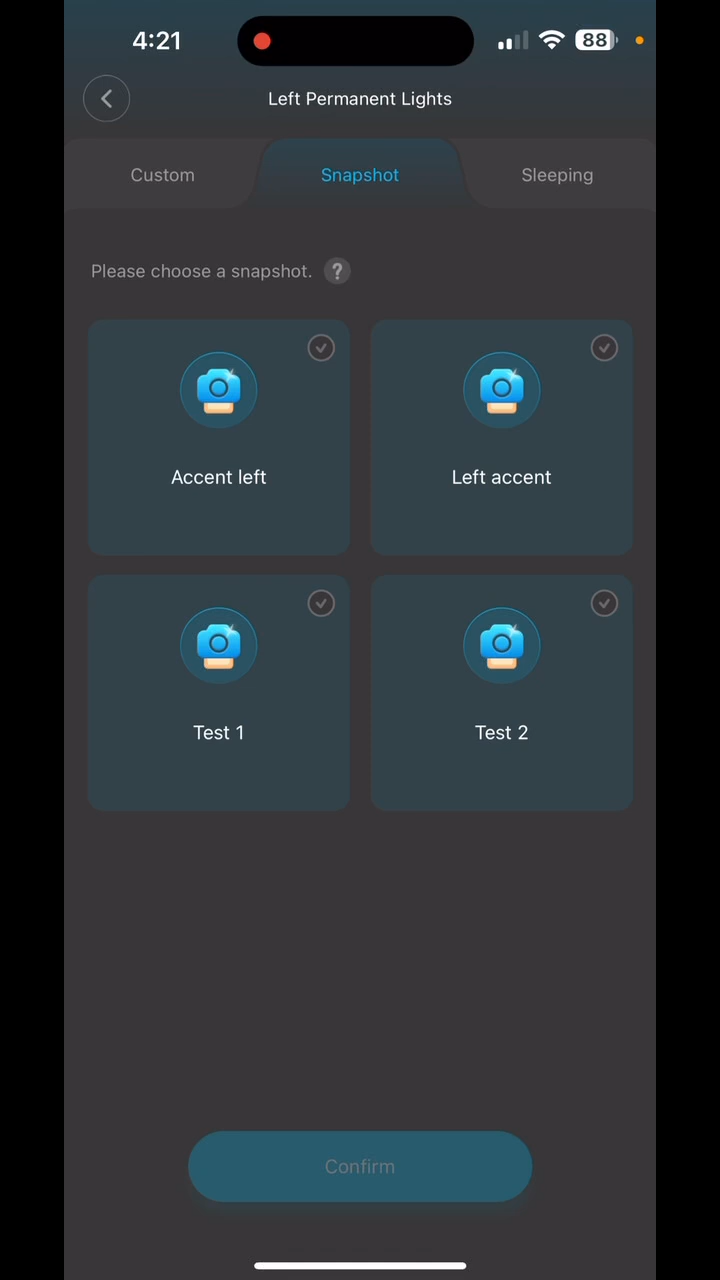 4:21
88
Left Permanent Lights
Custom
Snapshot
Sleeping
Please choose a snapshot. ?
Accent left
Left accent
Test 1
Test 2
Confirm